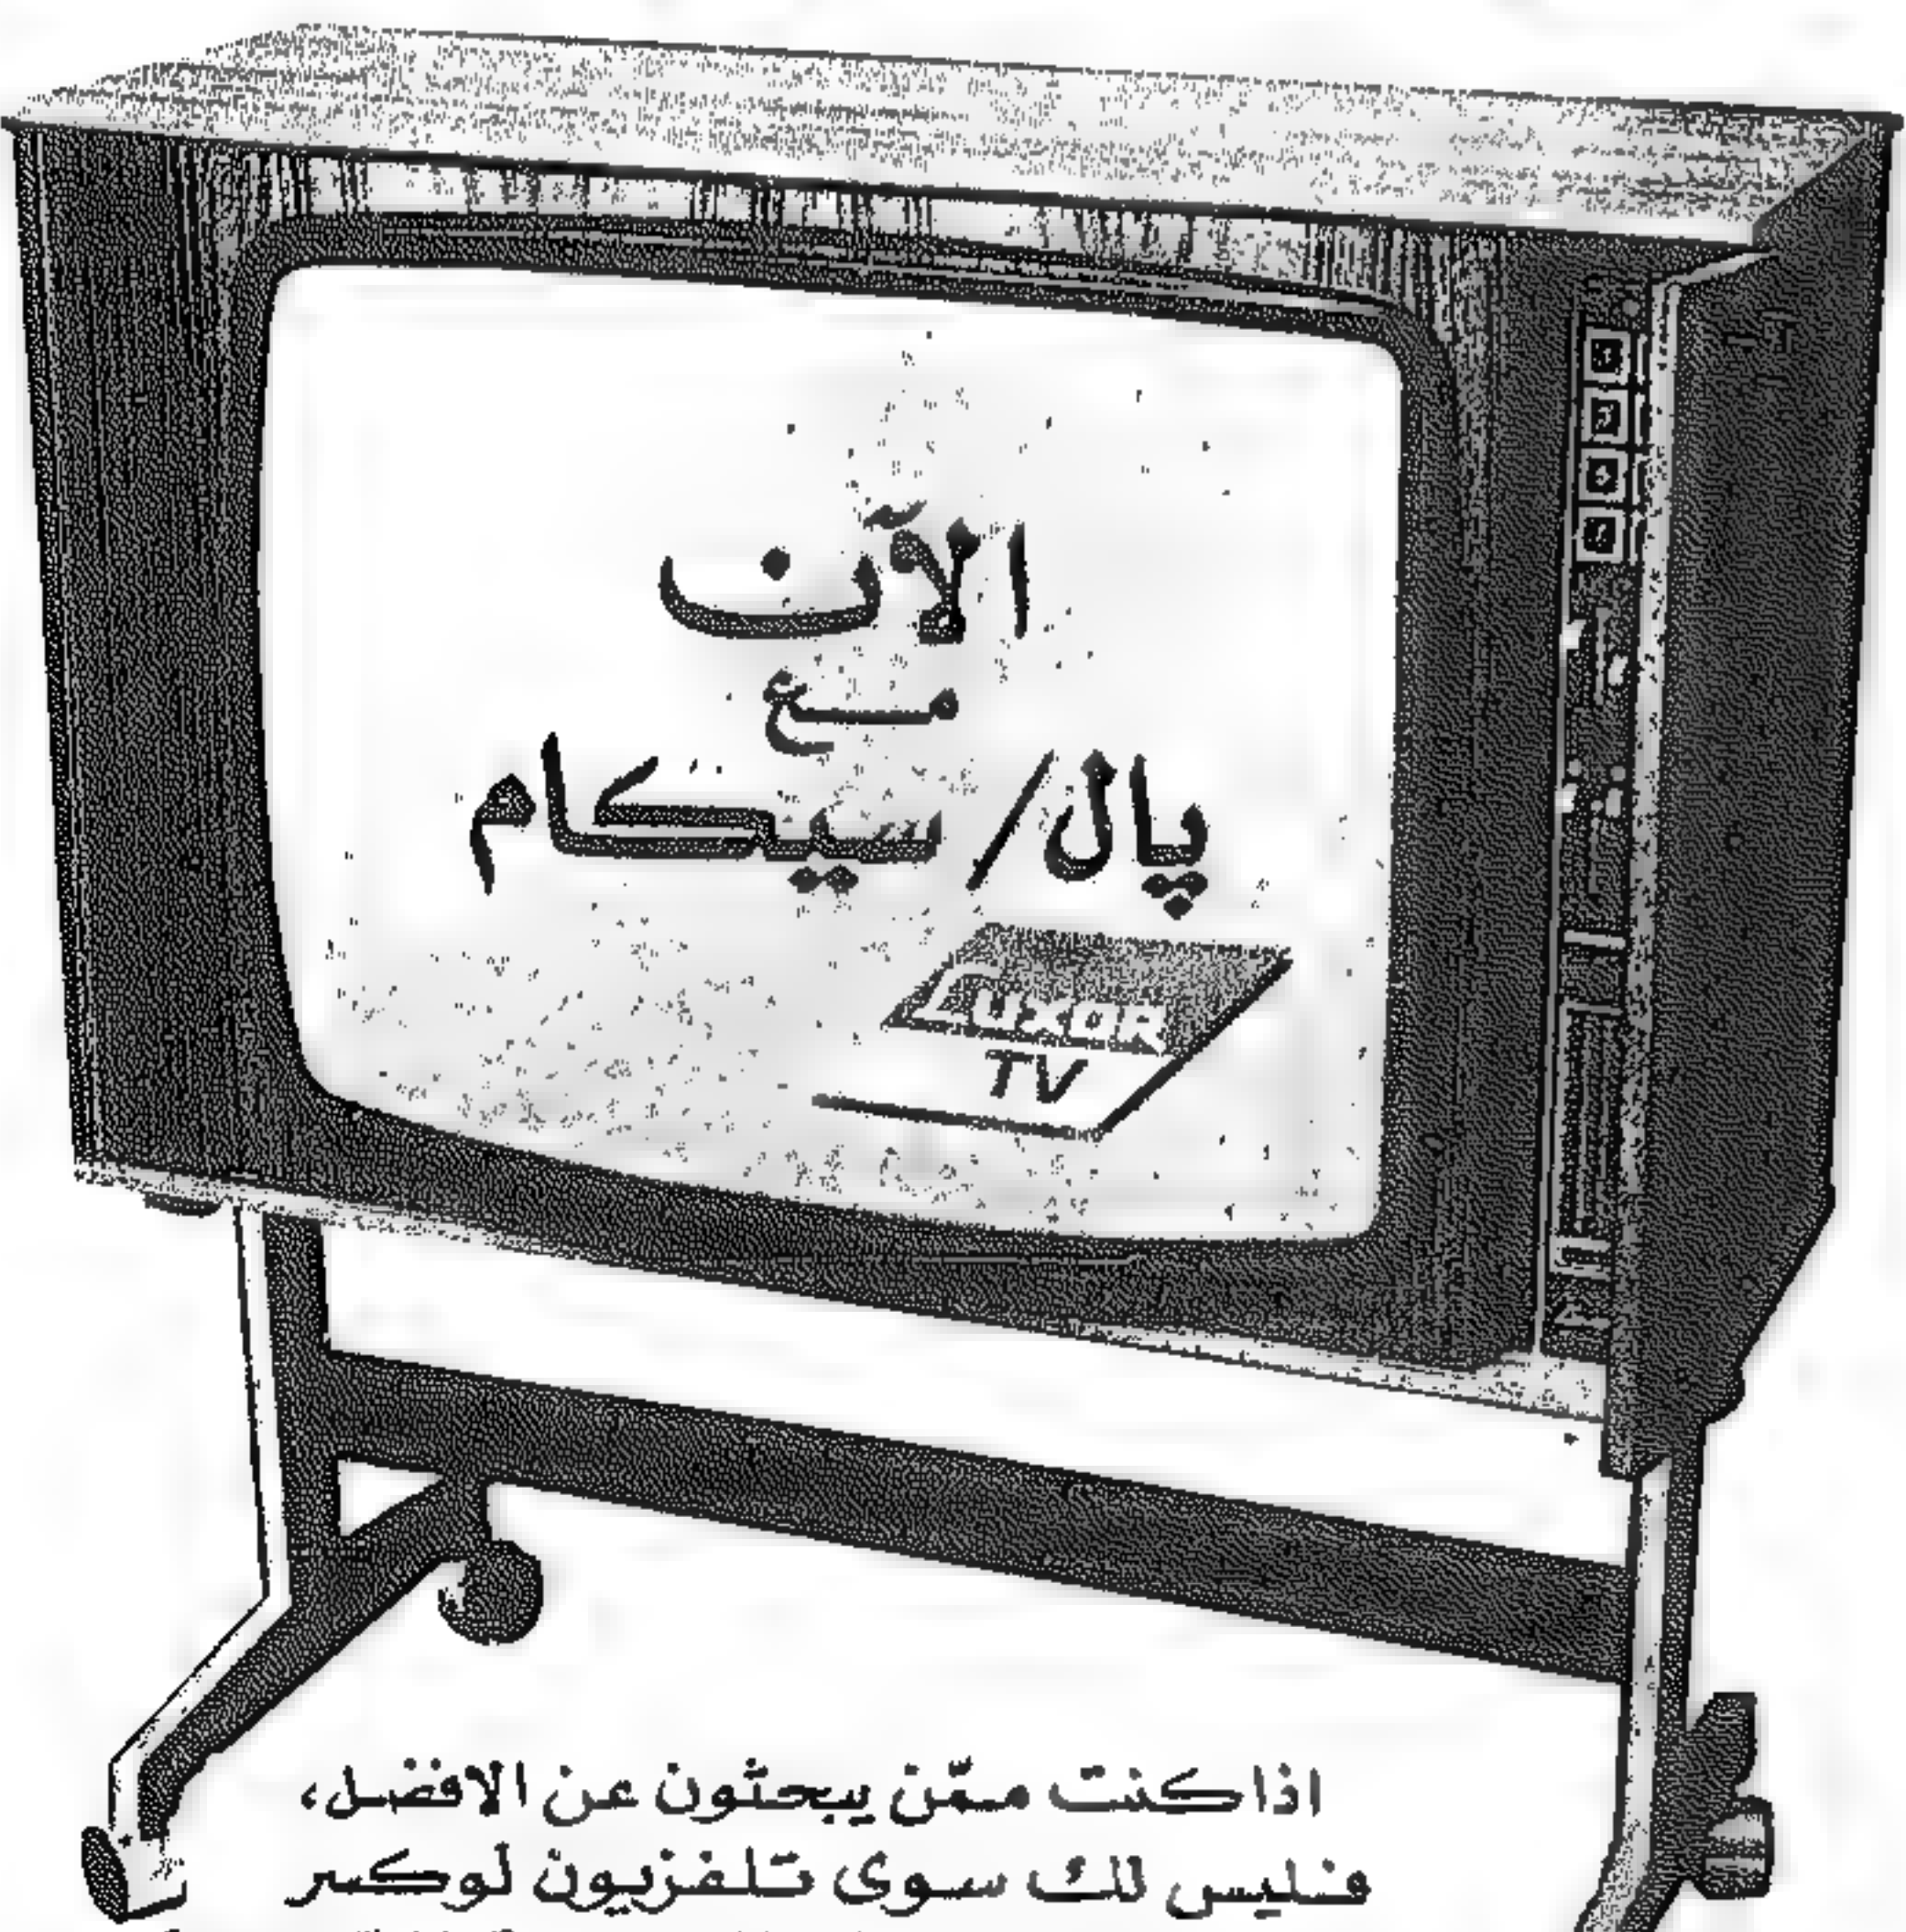 الآن
مع
پال/سيكام
LUXOR
TV
اذا كنت ممّن يبحثون عن الافضل،
فليس لك سوى تلفزيون لوكسر